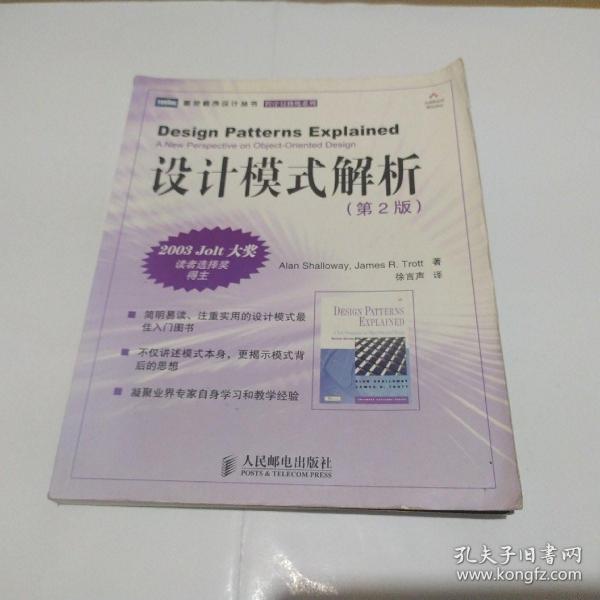 图灵程序设计丛书
Design Patterns Explained
A New Perspective on Object-Oriented Design
设计模式解析
(第2版)
2003 Jolt 大奖
读者选择奖
得主
Alan Shalloway, James R. Trott 著
徐言声 译
■ 简明易读、注重实用的设计模式最
佳入门图书
■ 不仅讲述模式本身，更揭示模式背
后的思想
■ 凝聚业界专家自身学习和教学经验
DESIGN PATTERNS
EXPLAINED
ALAN SHALLOWAY
JAMES R. TROTT
人民邮电出版社
POSTS & TELECOM PRESS
孔夫子旧书网
www.kongfz.com